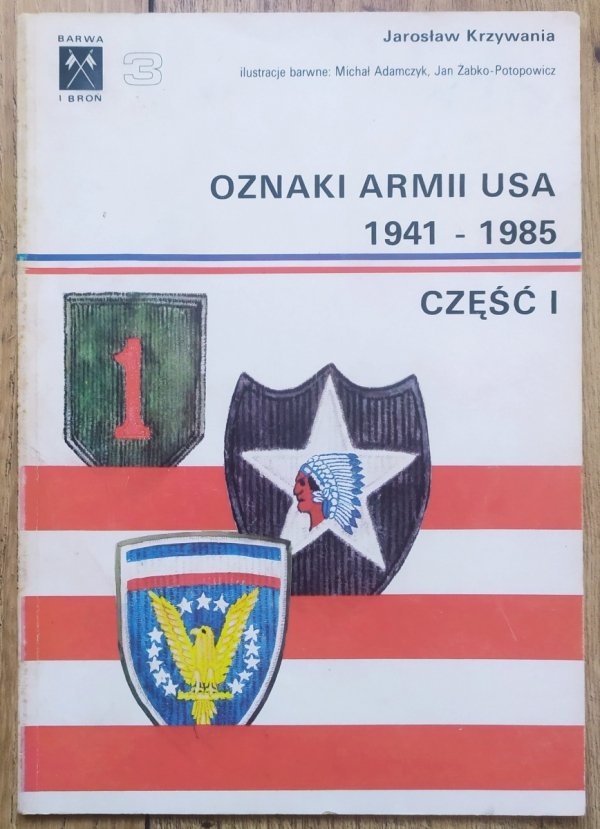 BARWA
I BROŃ
3
Jarosław Krzywania
ilustracje barwne: Michał Adamczyk, Jan Żabko-Potopowicz
OZNAKI ARMII USA
1941 - 1985
CZĘŚĆ I
1